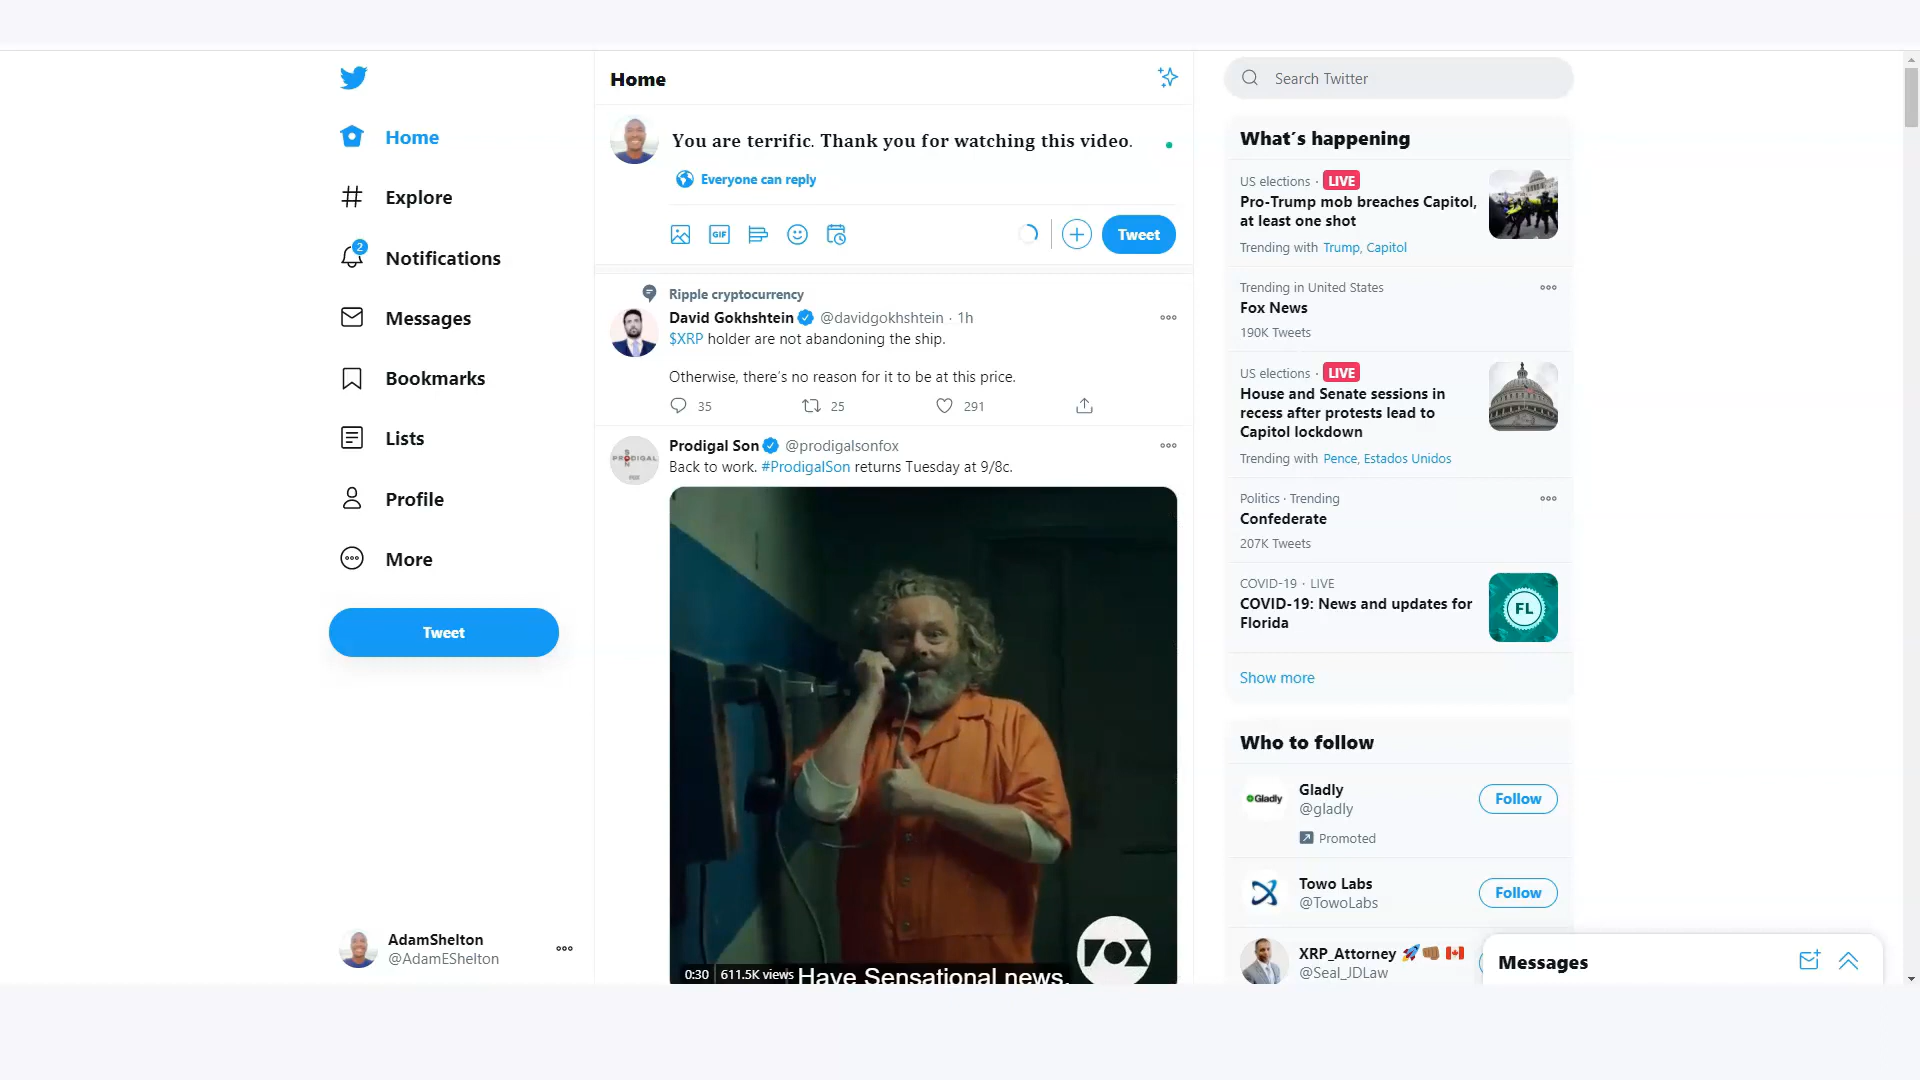 Home
Explore
2
Notifications
Messages
Bookmarks
Lists
Profile
More
Tweet
AdamShelton
@AdamEShelton
Home
You are terrific. Thank you for watching this video.
Everyone can reply
GIF
Tweet
Ripple cryptocurrency
David Gokhshtein @davidgokhshtein · 1h
$XRP holder are not abandoning the ship.
Otherwise, there's no reason for it to be at this price.
35 25 291
Prodigal Son @prodigalsonfox
PRODIGAL
SON
Back to work. #ProdigalSon returns Tuesday at 9/8c.
FOX
0:30 611.5K views Have Sensational news.
Search Twitter
What's happening
US elections · LIVE
Pro-Trump mob breaches Capitol,
at least one shot
Trending with Trump, Capitol
Trending in United States
Fox News
190K Tweets
US elections · LIVE
House and Senate sessions in
recess after protests lead to
Capitol lockdown
Trending with Pence, Estados Unidos
Politics · Trending
Confederate
207K Tweets
COVID-19 · LIVE
COVID-19: News and updates for
Florida
FL
Show more
Who to follow
Gladly
Gladly
@gladly
Follow
Promoted
Towo Labs
@TowoLabs
Follow
XRP_Attorney 🚀👊🏾🇨🇦
@Seal_JDLaw
Messages